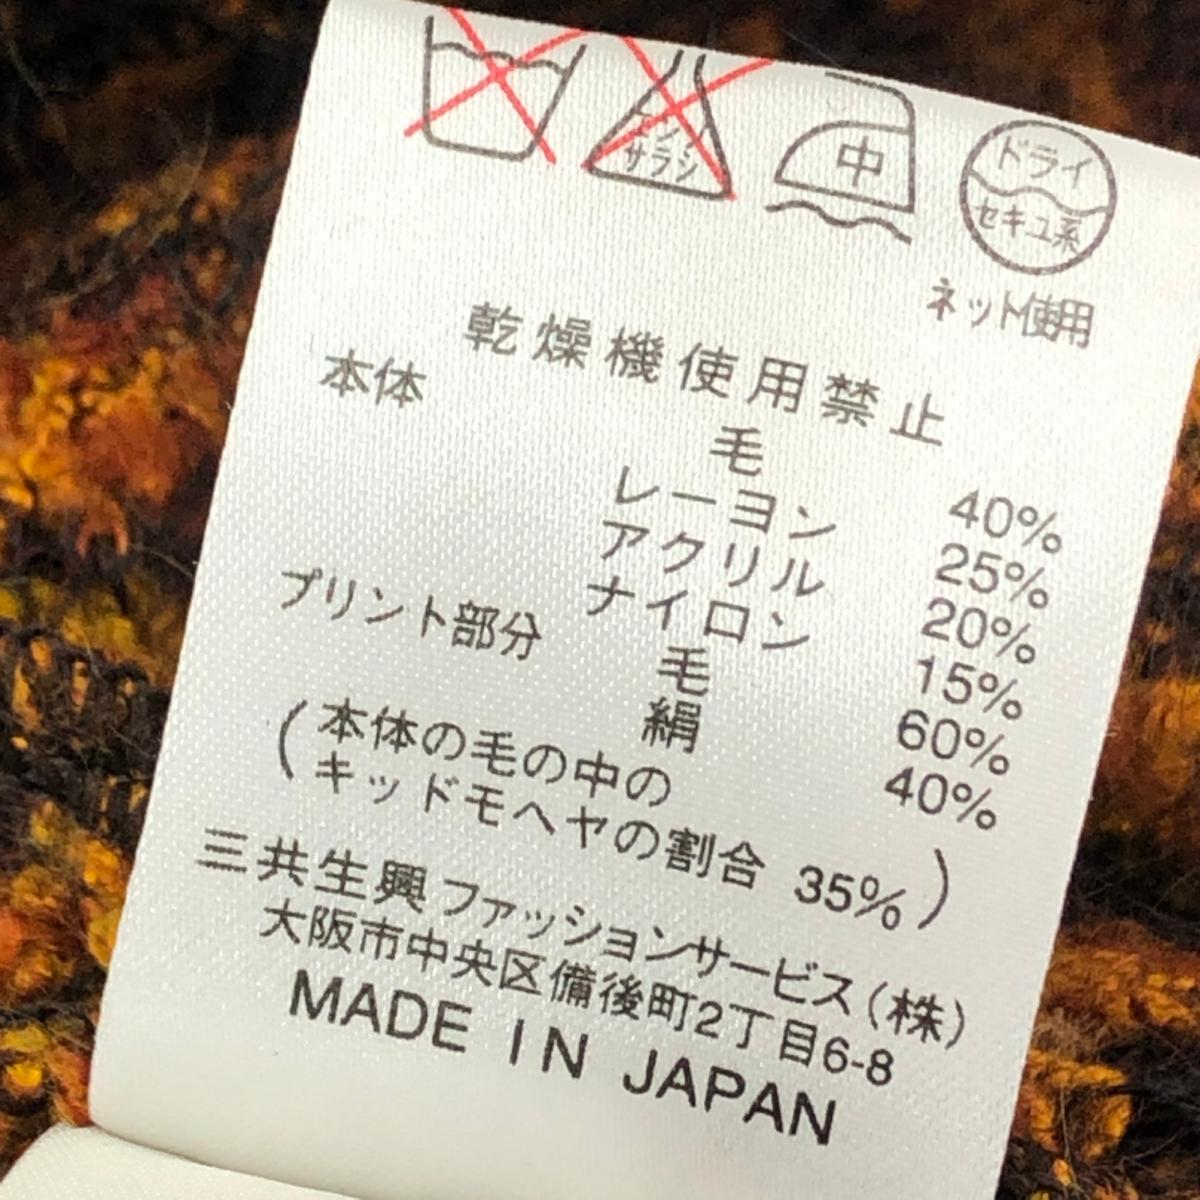 エンソ
サラシ
中
ドライ
セキユ系
ネット使用
乾燥機使用禁止
本体 毛 40%
レーヨン 25%
アクリル 20%
ナイロン 15%
プリント部分 毛 60%
絹 40%
(本体の毛の中の
キッドモヘヤの割合 35%)
三共生興ファッションサービス(株)
大阪市中央区備後町2丁目6-8
MADE IN JAPAN